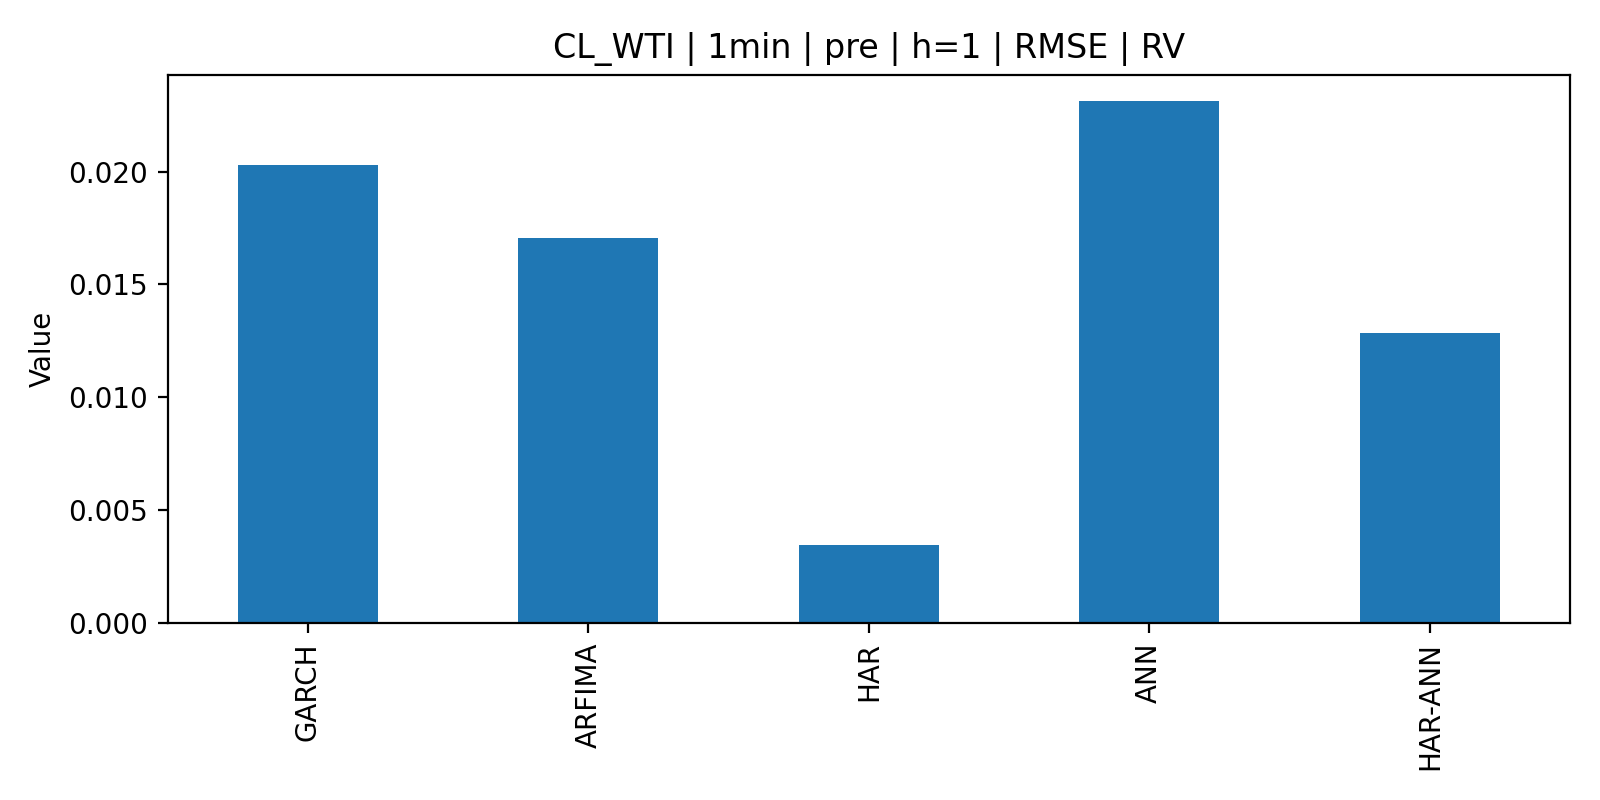 CL_WTI | 1min | pre | h=1 | RMSE | RV
Value
0.020
0.015
0.010
0.005
0.000
GARCH
ARFIMA
HAR
ANN
HAR-ANN